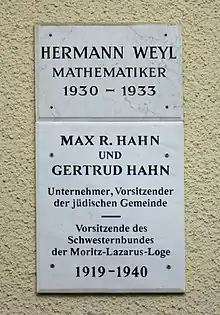 HERMANN WEYL
MATHEMATIKER
1930 - 1933
MAX R. HAHN
UND
GERTRUD HAHN
Unternehmer, Vorsitzender
der jüdischen Gemeinde
Vorsitzende des
Schwesternbundes
der Moritz-Lazarus-Loge
1919 - 1940